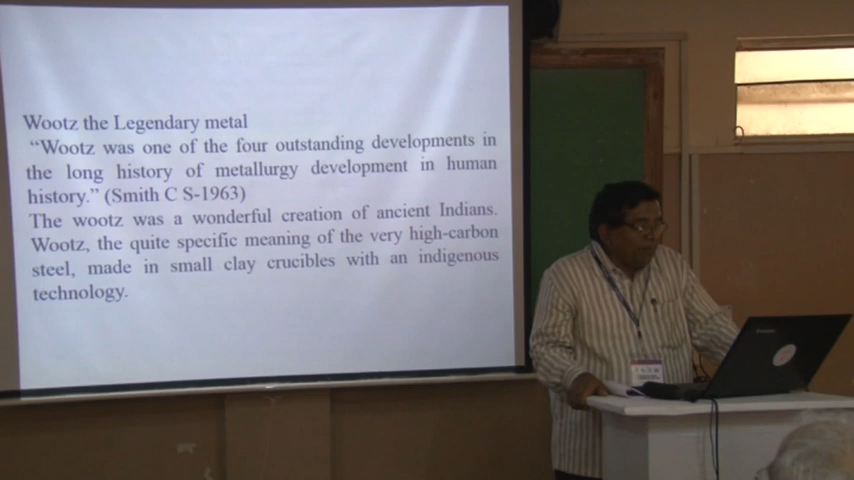 Wootz the Legendary metal
“Wootz was one of the four outstanding developments in
the long history of metallurgy development in human
history.” (Smith C S-1963)
The wootz was a wonderful creation of ancient Indians.
Wootz, the quite specific meaning of the very high-carbon
steel, made in small clay crucibles with an indigenous
technology.